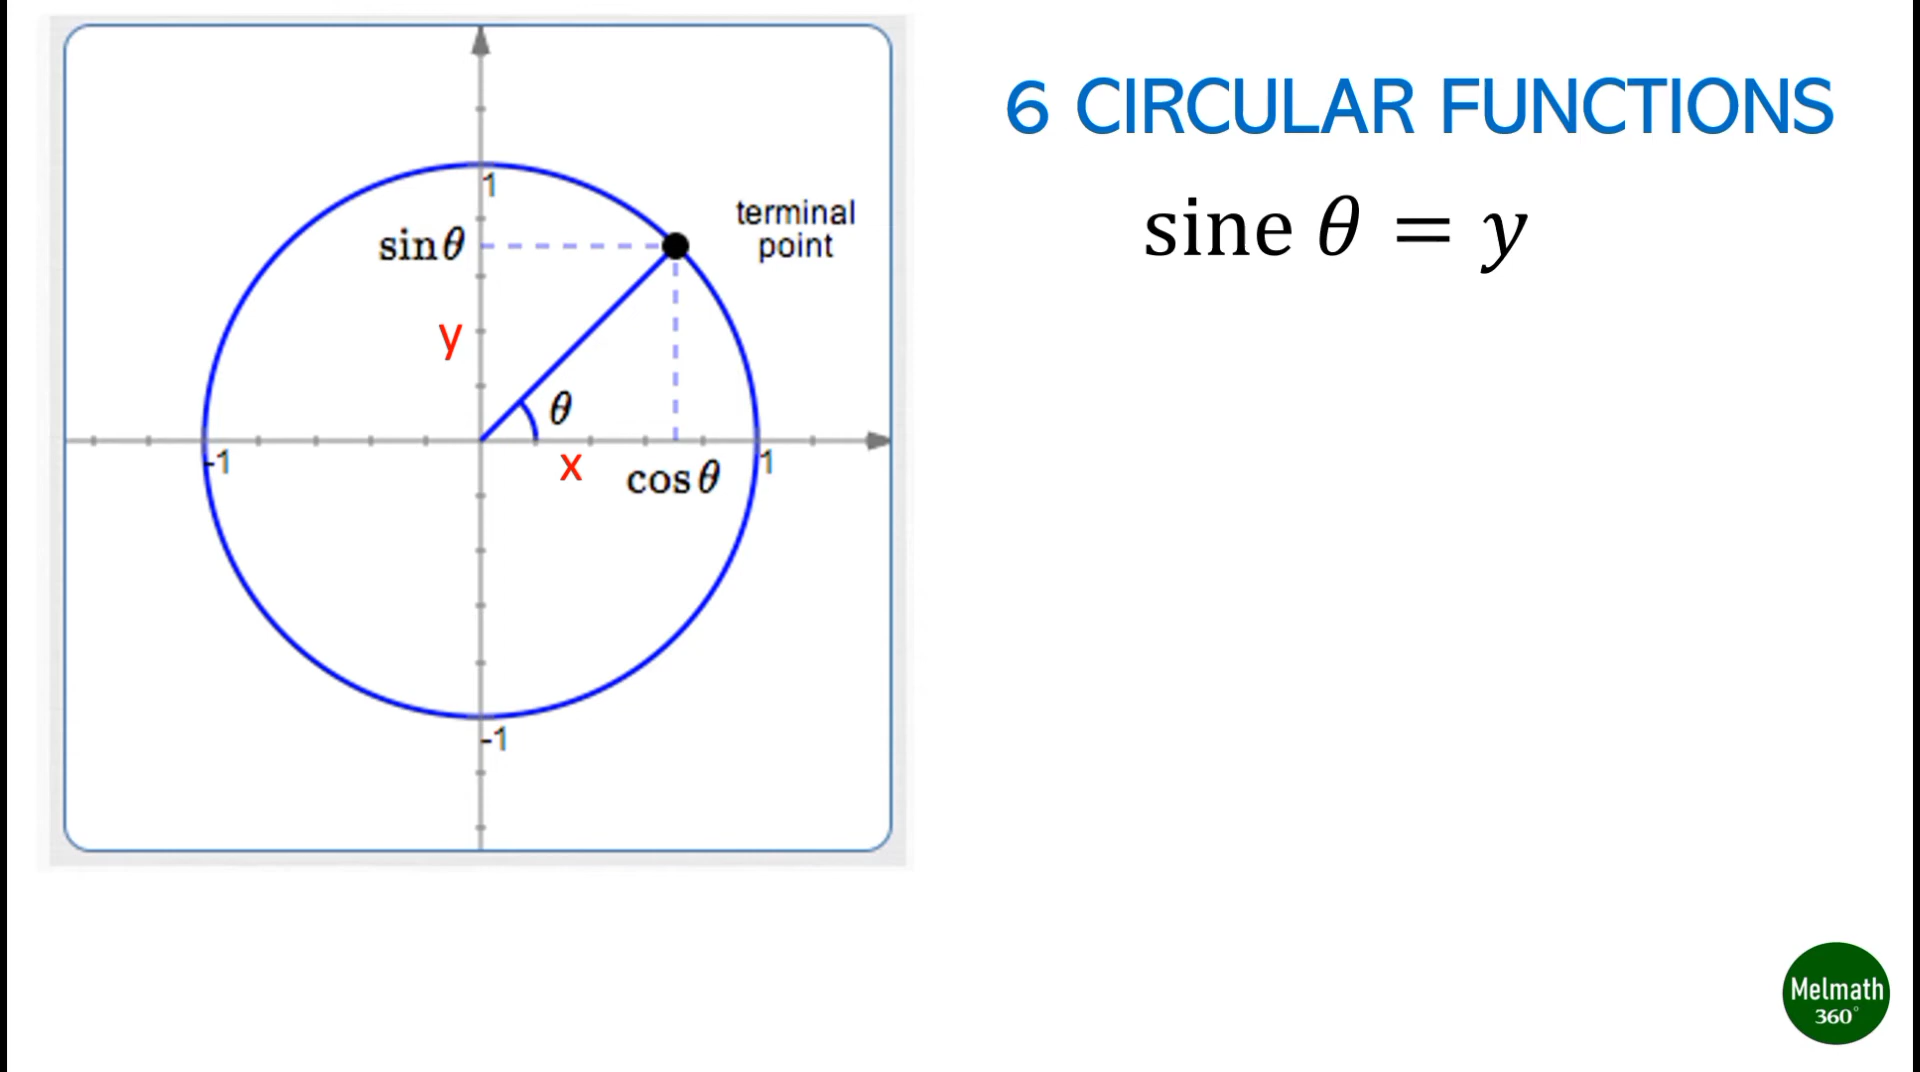 6 CIRCULAR FUNCTIONS
sine θ = y
1
terminal
point
sin θ
y
θ
-1
x
cos θ
1
-1
Melmath
360°